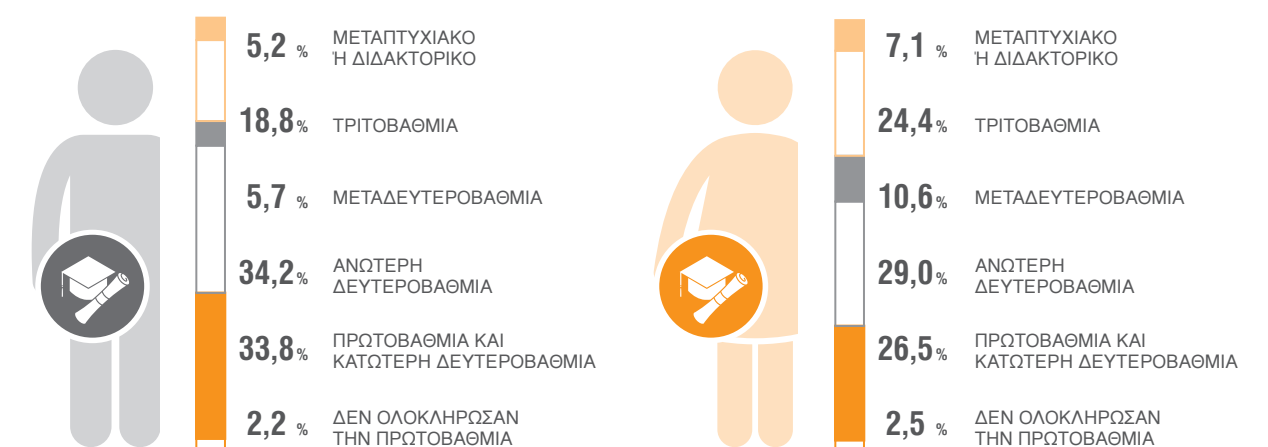 5,2 % ΜΕΤΑΠΤΥΧΙΑΚΟ
Ή ΔΙΔΑΚΤΟΡΙΚΟ
18,8 % ΤΡΙΤΟΒΑΘΜΙΑ
5,7 % ΜΕΤΑΔΕΥΤΕΡΟΒΑΘΜΙΑ
34,2 % ΑΝΩΤΕΡΗ
ΔΕΥΤΕΡΟΒΑΘΜΙΑ
33,8 % ΠΡΩΤΟΒΑΘΜΙΑ ΚΑΙ
ΚΑΤΩΤΕΡΗ ΔΕΥΤΕΡΟΒΑΘΜΙΑ
2,2 % ΔΕΝ ΟΛΟΚΛΗΡΩΣΑΝ
ΤΗΝ ΠΡΩΤΟΒΑΘΜΙΑ
7,1 % ΜΕΤΑΠΤΥΧΙΑΚΟ
Ή ΔΙΔΑΚΤΟΡΙΚΟ
24,4 % ΤΡΙΤΟΒΑΘΜΙΑ
10,6 % ΜΕΤΑΔΕΥΤΕΡΟΒΑΘΜΙΑ
29,0 % ΑΝΩΤΕΡΗ
ΔΕΥΤΕΡΟΒΑΘΜΙΑ
26,5 % ΠΡΩΤΟΒΑΘΜΙΑ ΚΑΙ
ΚΑΤΩΤΕΡΗ ΔΕΥΤΕΡΟΒΑΘΜΙΑ
2,5 % ΔΕΝ ΟΛΟΚΛΗΡΩΣΑΝ
ΤΗΝ ΠΡΩΤΟΒΑΘΜΙΑ